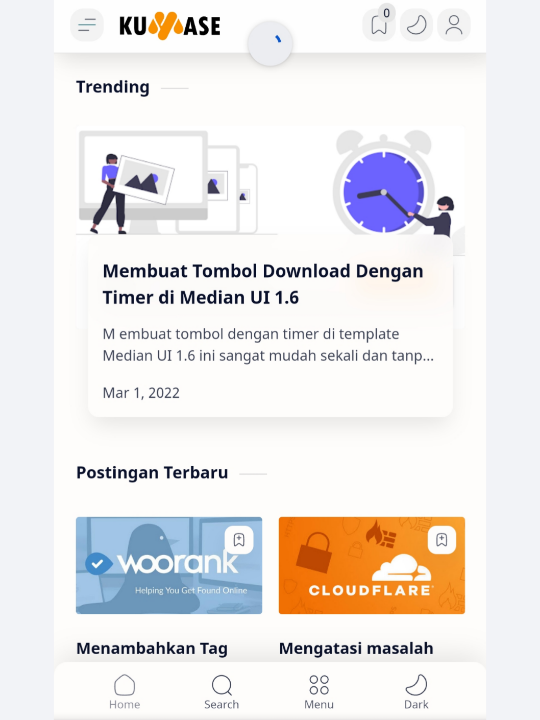 KUMASE
0
Trending
Membuat Tombol Download Dengan
Timer di Median UI 1.6
M embuat tombol dengan timer di template
Median UI 1.6 ini sangat mudah sekali dan tanp...
Mar 1, 2022
Postingan Terbaru
woorank
Helping You Get Found Online
CLOUDFLARE
Menambahkan Tag
Mengatasi masalah
Home
Search
Menu
Dark